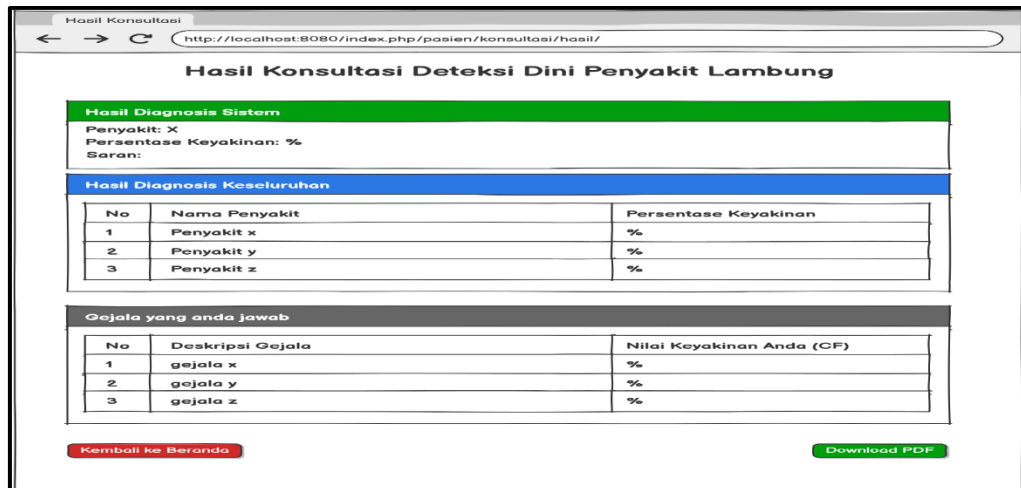 Hasil Konsultasi
http://localhost:8080/index.php/pasien/konsultasi/hasil/
Hasil Konsultasi Deteksi Dini Penyakit Lambung
Hasil Diagnosis Sistem
Penyakit: X
Persentase Keyakinan: %
Saran:
Hasil Diagnosis Keseluruhan
No Nama Penyakit Persentase Keyakinan
1 Penyakit x %
2 Penyakit y %
3 Penyakit z %
Gejala yang anda jawab
No Deskripsi Gejala Nilai Keyakinan Anda (CF)
1 gejala x %
2 gejala y %
3 gejala z %
Kembali ke Beranda Download PDF